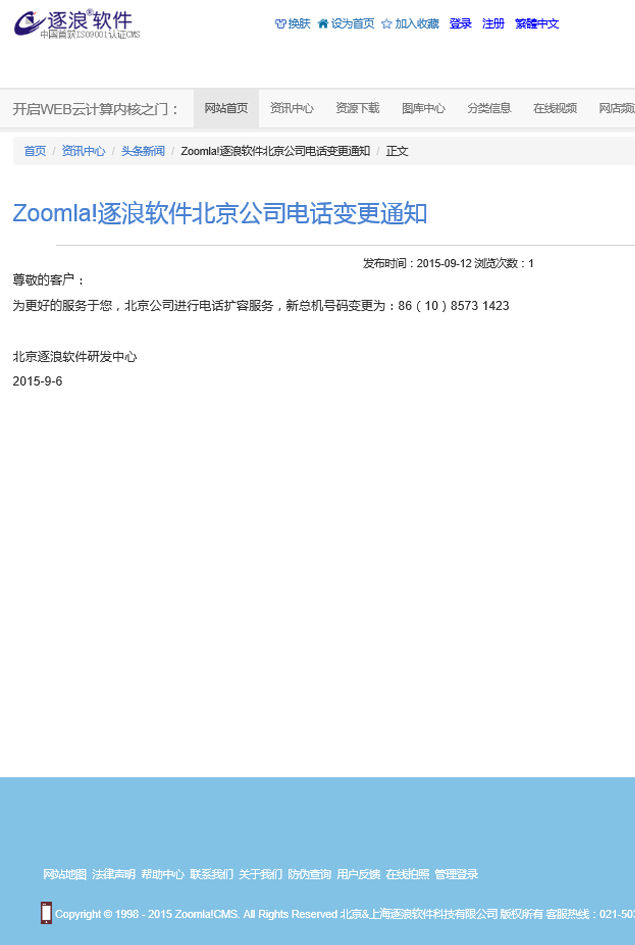 逐浪®软件
中国首获ISO9001认证CMS
换肤 设为首页 加入收藏 登录 注册 繁體中文
开启WEB云计算内核之门： 网站首页 资讯中心 资源下载 图库中心 分类信息 在线视频 网店频
首页 / 资讯中心 / 头条新闻 / Zoomla!逐浪软件北京公司电话变更通知 / 正文
Zoomla!逐浪软件北京公司电话变更通知
发布时间：2015-09-12 浏览次数：1
尊敬的客户：
为更好的服务于您，北京公司进行电话扩容服务，新总机号码变更为：86（10）8573 1423
北京逐浪软件研发中心
2015-9-6
网站地图 法律声明 帮助中心 联系我们 关于我们 防伪查询 用户反馈 在线拍照 管理登录
Copyright © 1998 - 2015 Zoomla!CMS. All Rights Reserved 北京&上海逐浪软件科技有限公司 版权所有 客服热线：021-503